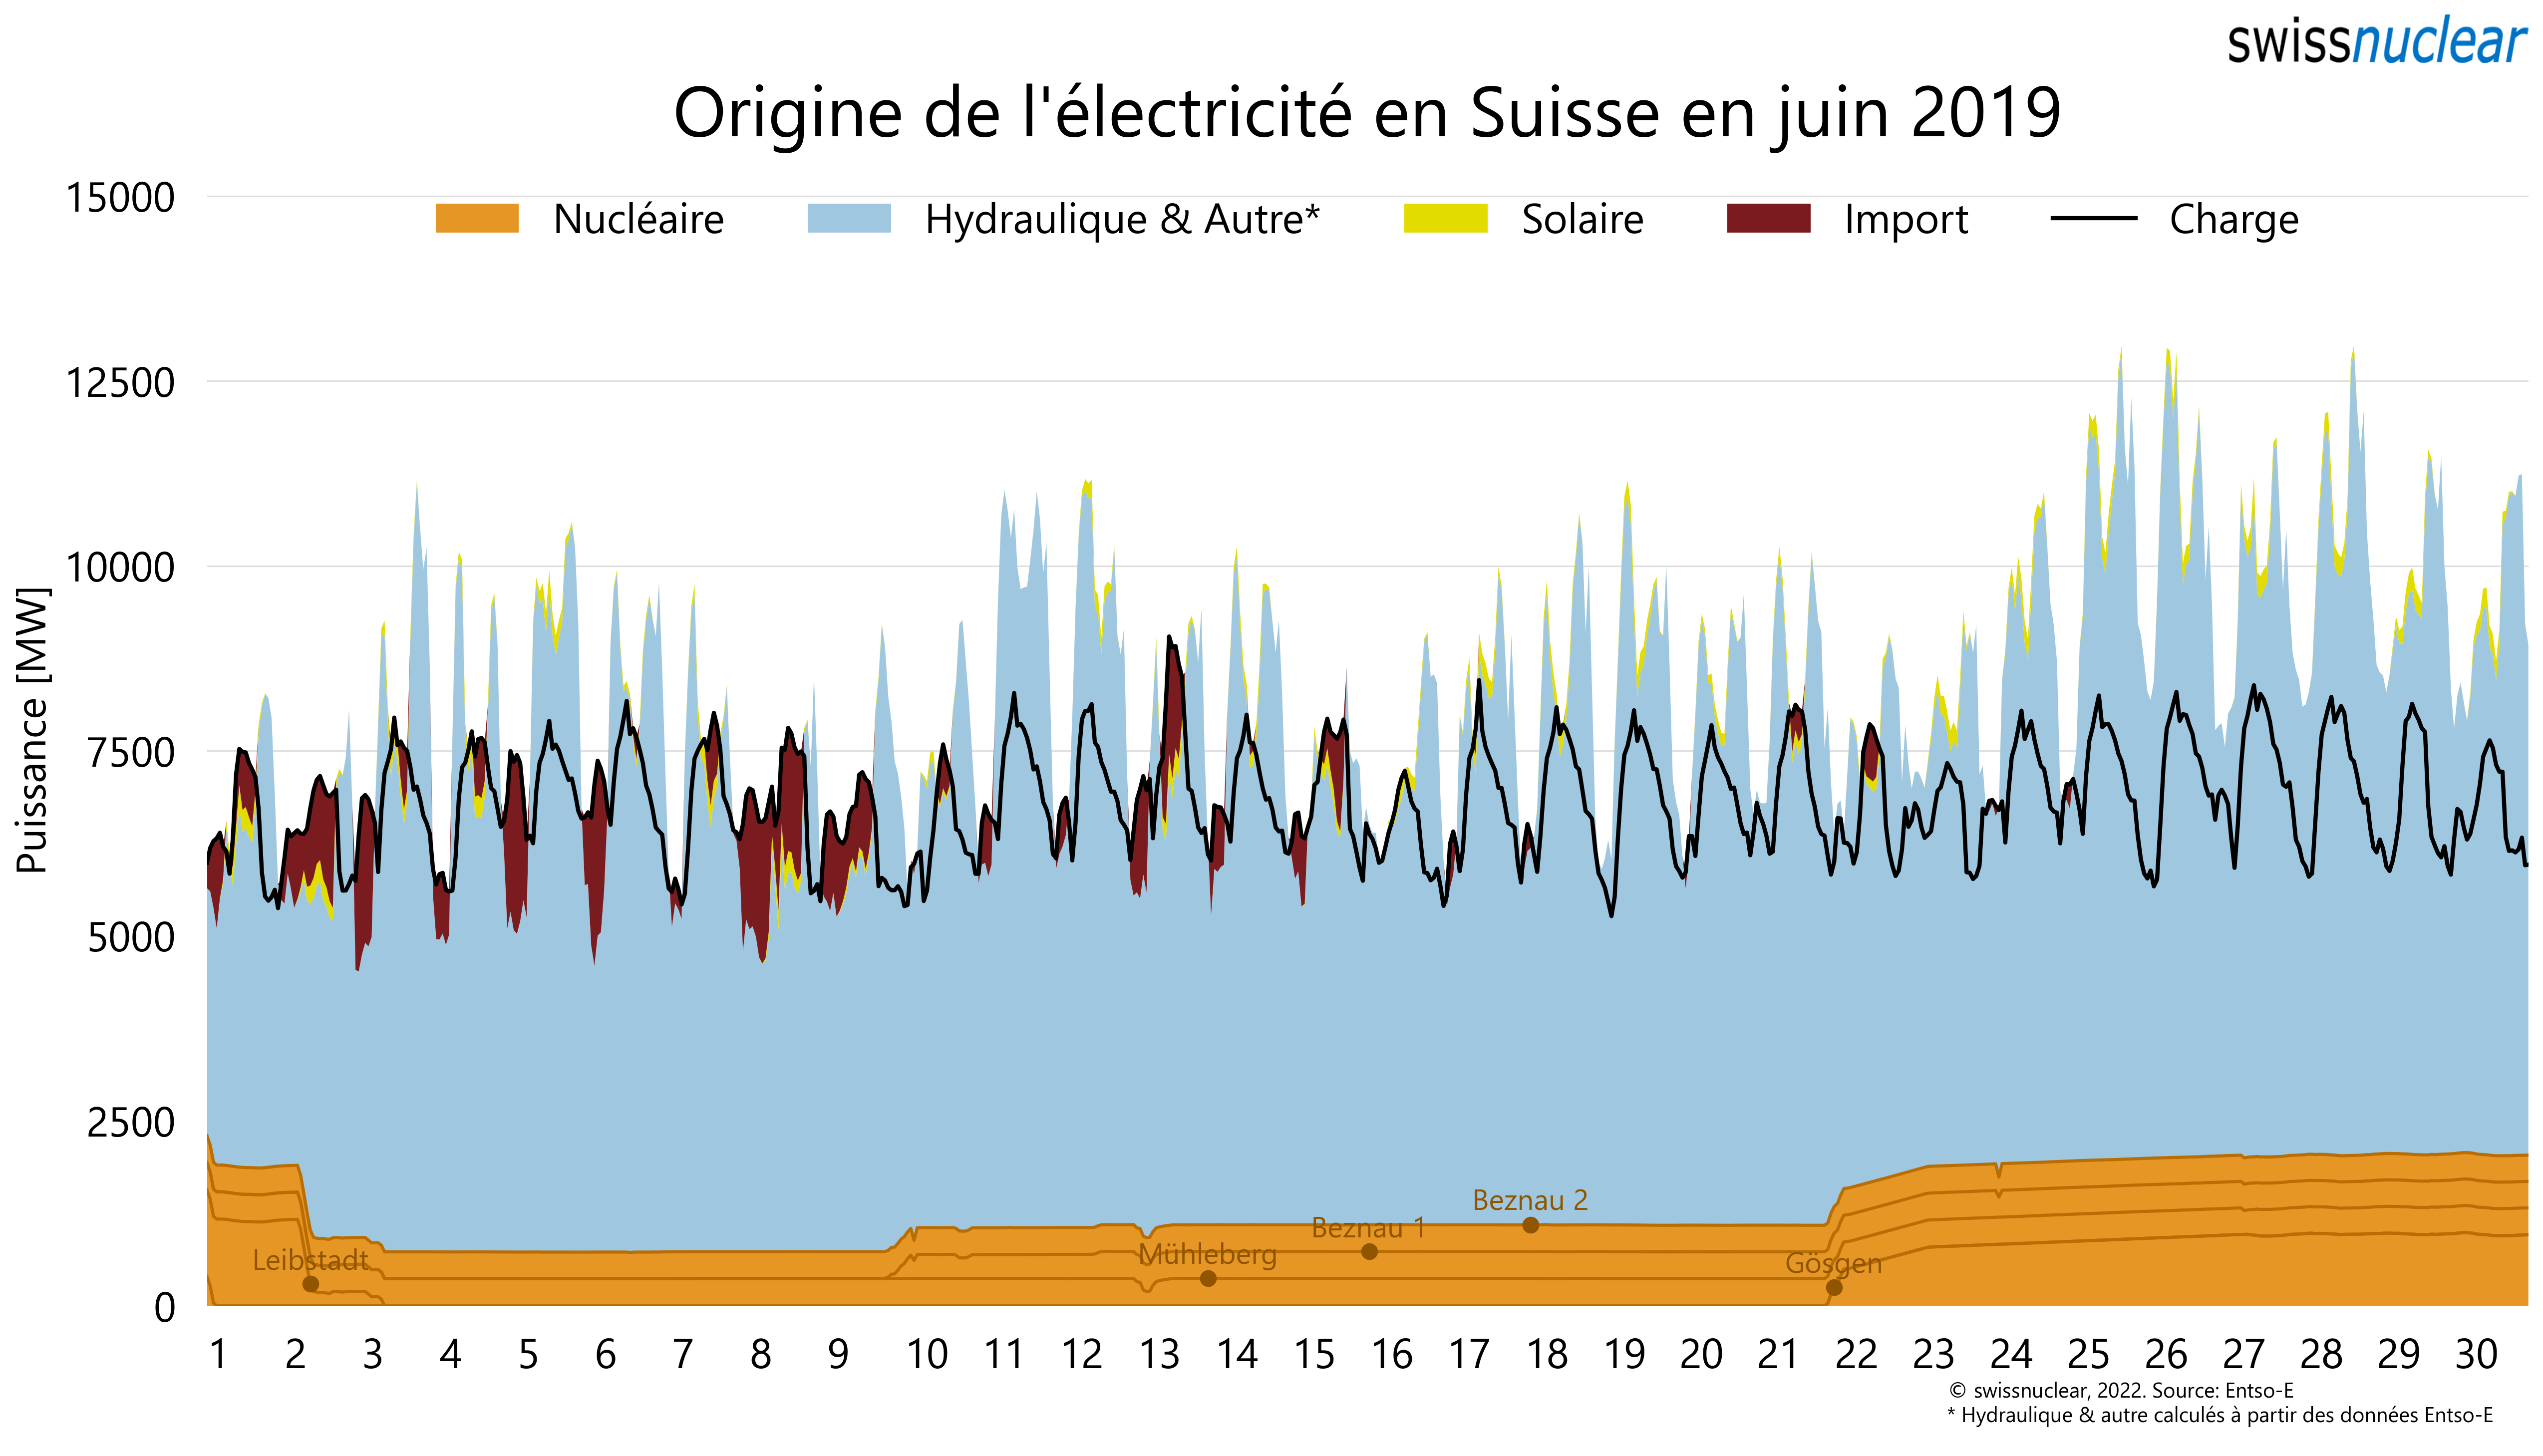 swissnuclear
Origine de l'électricité en Suisse en juin 2019
15000
Nucléaire Hydraulique & Autre* Solaire Import Charge
12500
10000
7500
5000
2500
0
Puissance [MW]
Beznau 2
Beznau 1
Mühleberg
Leibstadt
Gösgen
1 2 3 4 5 6 7 8 9 10 11 12 13 14 15 16 17 18 19 20 21 22 23 24 25 26 27 28 29 30
© swissnuclear, 2022. Source: Entso-E
* Hydraulique & autre calculés à partir des données Entso-E